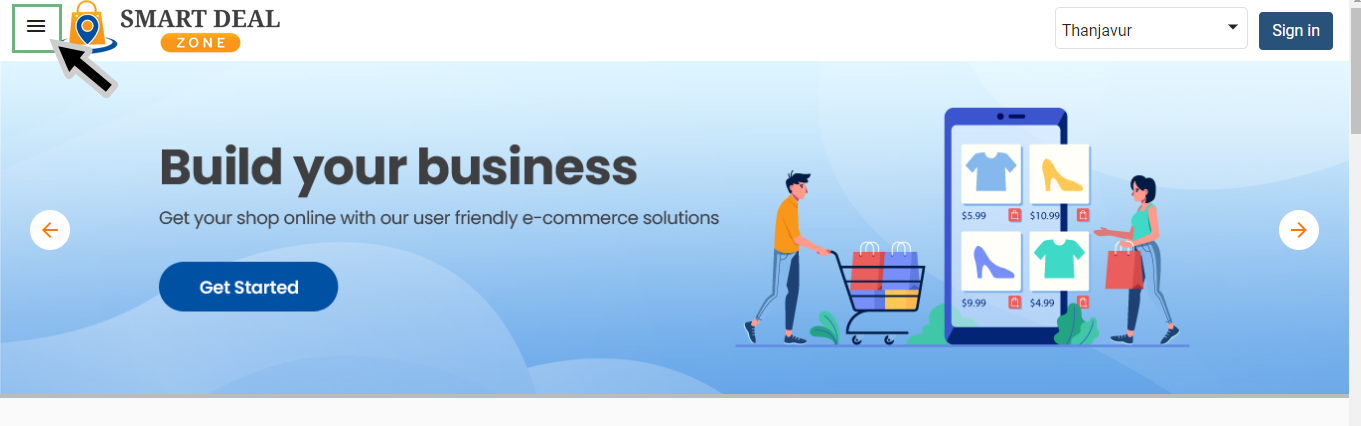 SMART DEAL
ZONE
Thanjavur
Sign in
Build your business
Get your shop online with our user friendly e-commerce solutions
Get Started
$5.99
$10.99
$9.99
$4.99